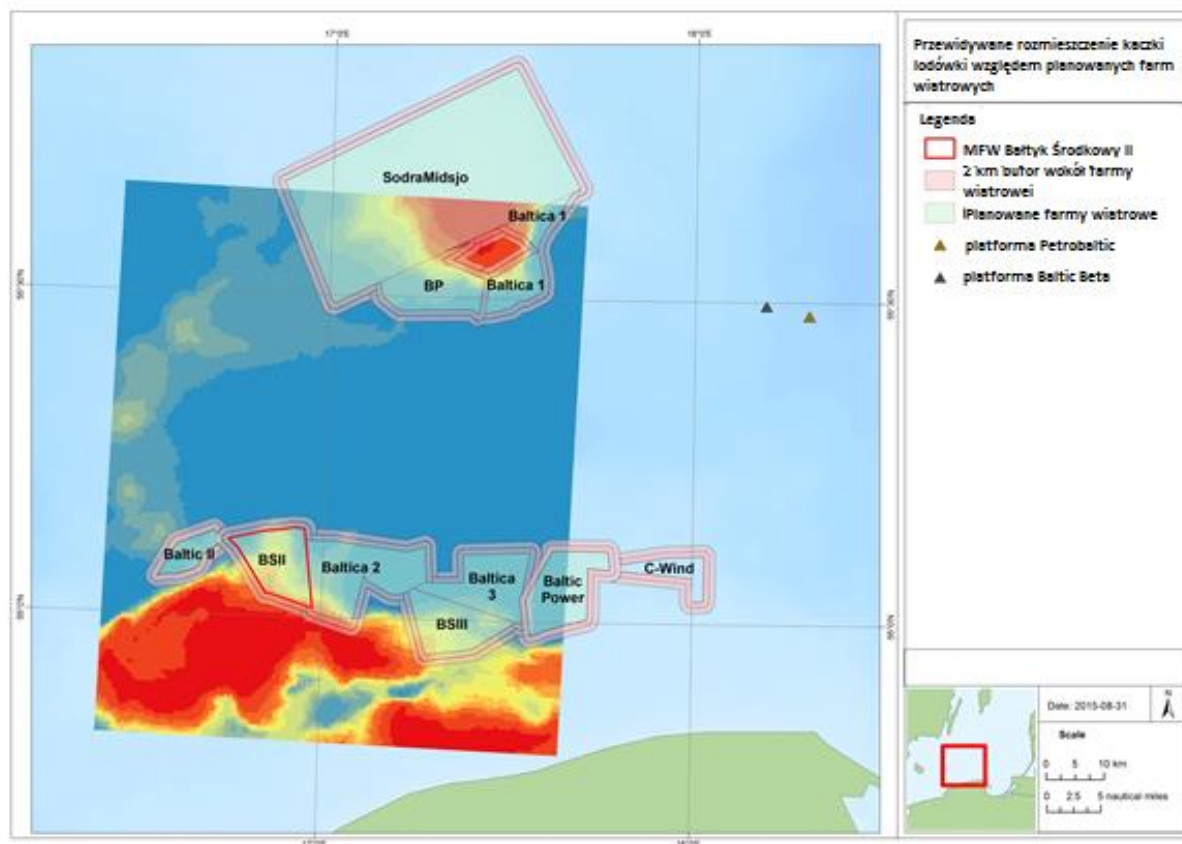 Przewidywane rozmieszczenie kaczki
lodówki względem planowanych farm
wiatrowych
Legenda
MFW Bałtyk Środkowy II
2 km bufor wokół farmy
wiatrowej
Planowane farmy wiatrowe
platforma Petrobaltic
platforma Baltic Beta
SodraMidsjo
Baltica 1
BP
Baltica 1
Baltic II
BSII
Baltica 2
Baltica
3
Baltic
Power
C-Wind
BSIII
Date: 2015-08-31
N
Scale
0 5 10 km
0 2.5 5 nautical miles